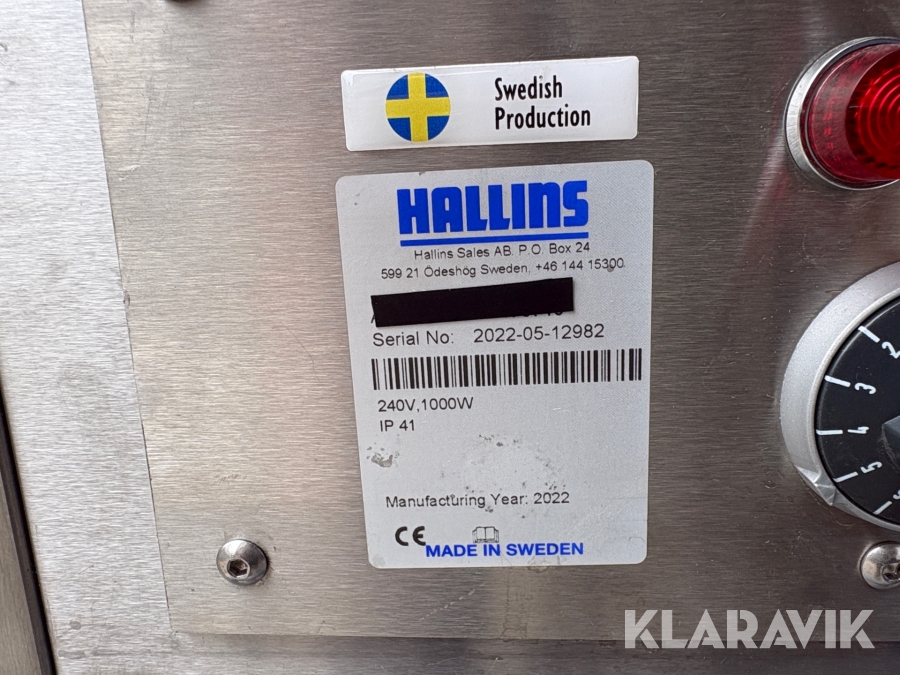 Swedish
Production
HALLINS
Hallins Sales AB. P.O. Box 24
599 21 Ödeshög Sweden, +46 144 15300
Serial No: 2022-05-12982
240V,1000W
IP 41
Manufacturing Year: 2022
CE
MADE IN SWEDEN
2
3
4
5
KLARAVIK